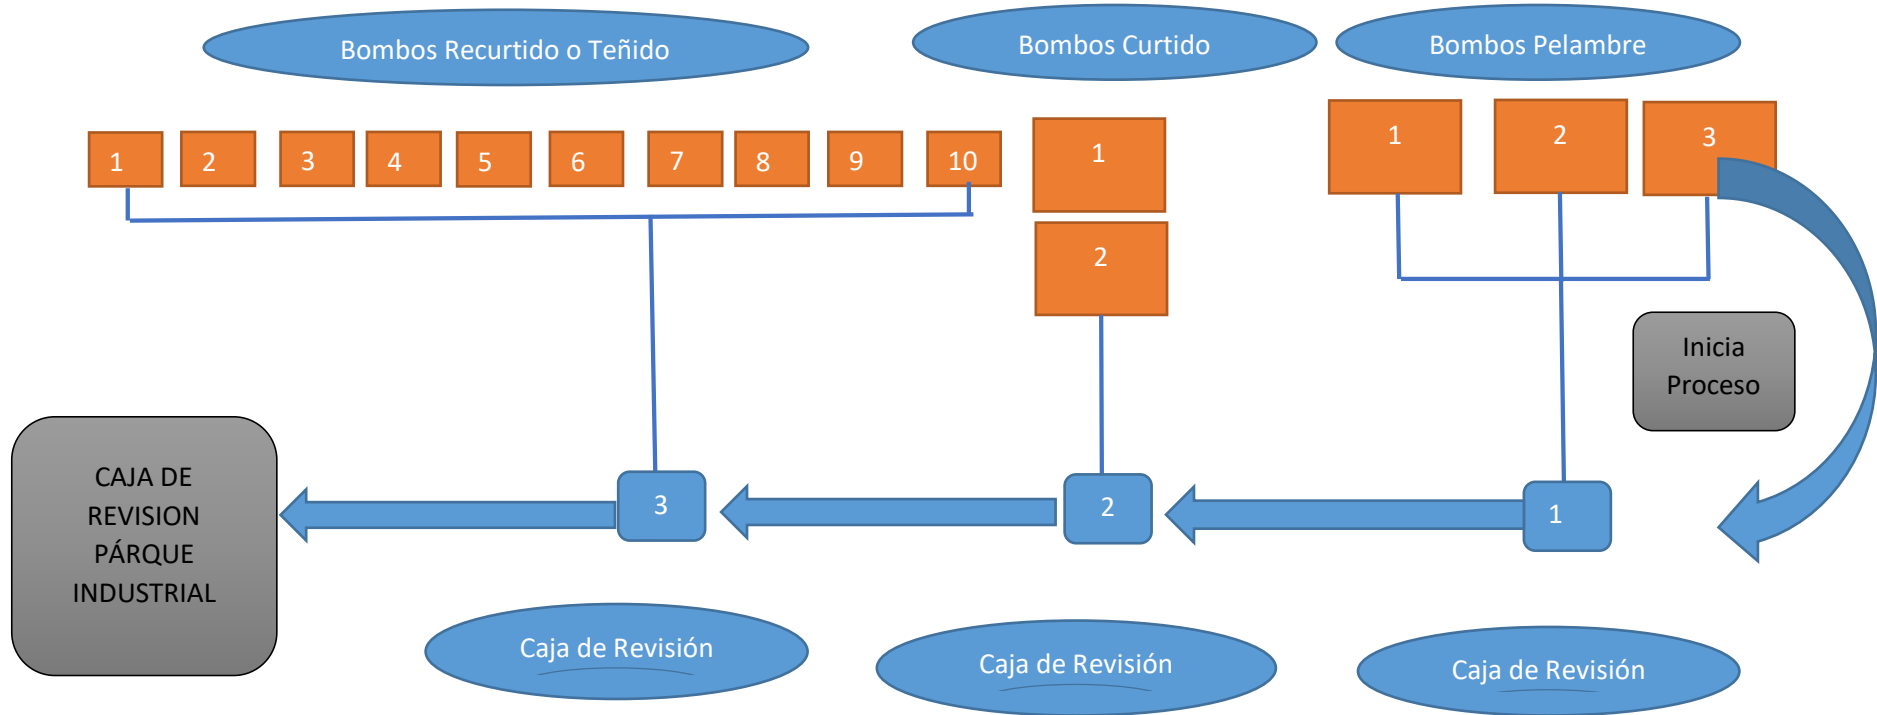 Bombos Recurtido o Teñido
Bombos Curtido
Bombos Pelambre
1
2
3
4
5
6
7
8
9
10
1
2
1
2
3
Inicia
Proceso
CAJA DE
REVISION
PÁRQUE
INDUSTRIAL
3
2
1
Caja de Revisión
Caja de Revisión
Caja de Revisión